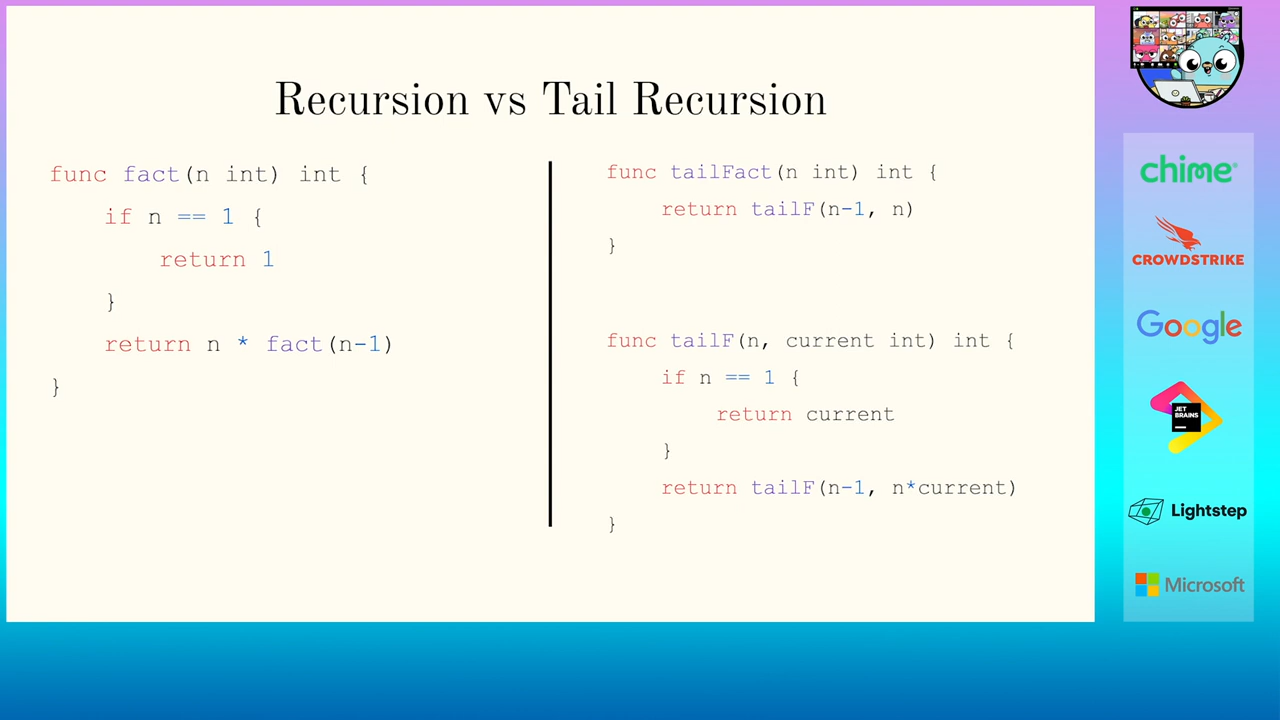 Recursion vs Tail Recursion
func fact(n int) int {
if n == 1 {
return 1
}
return n * fact(n-1)
}
func tailFact(n int) int {
return tailF(n-1, n)
}
func tailF(n, current int) int {
if n == 1 {
return current
}
return tailF(n-1, n*current)
}
chime
CROWDSTRIKE
Google
JET
BRAINS
Lightstep
Microsoft